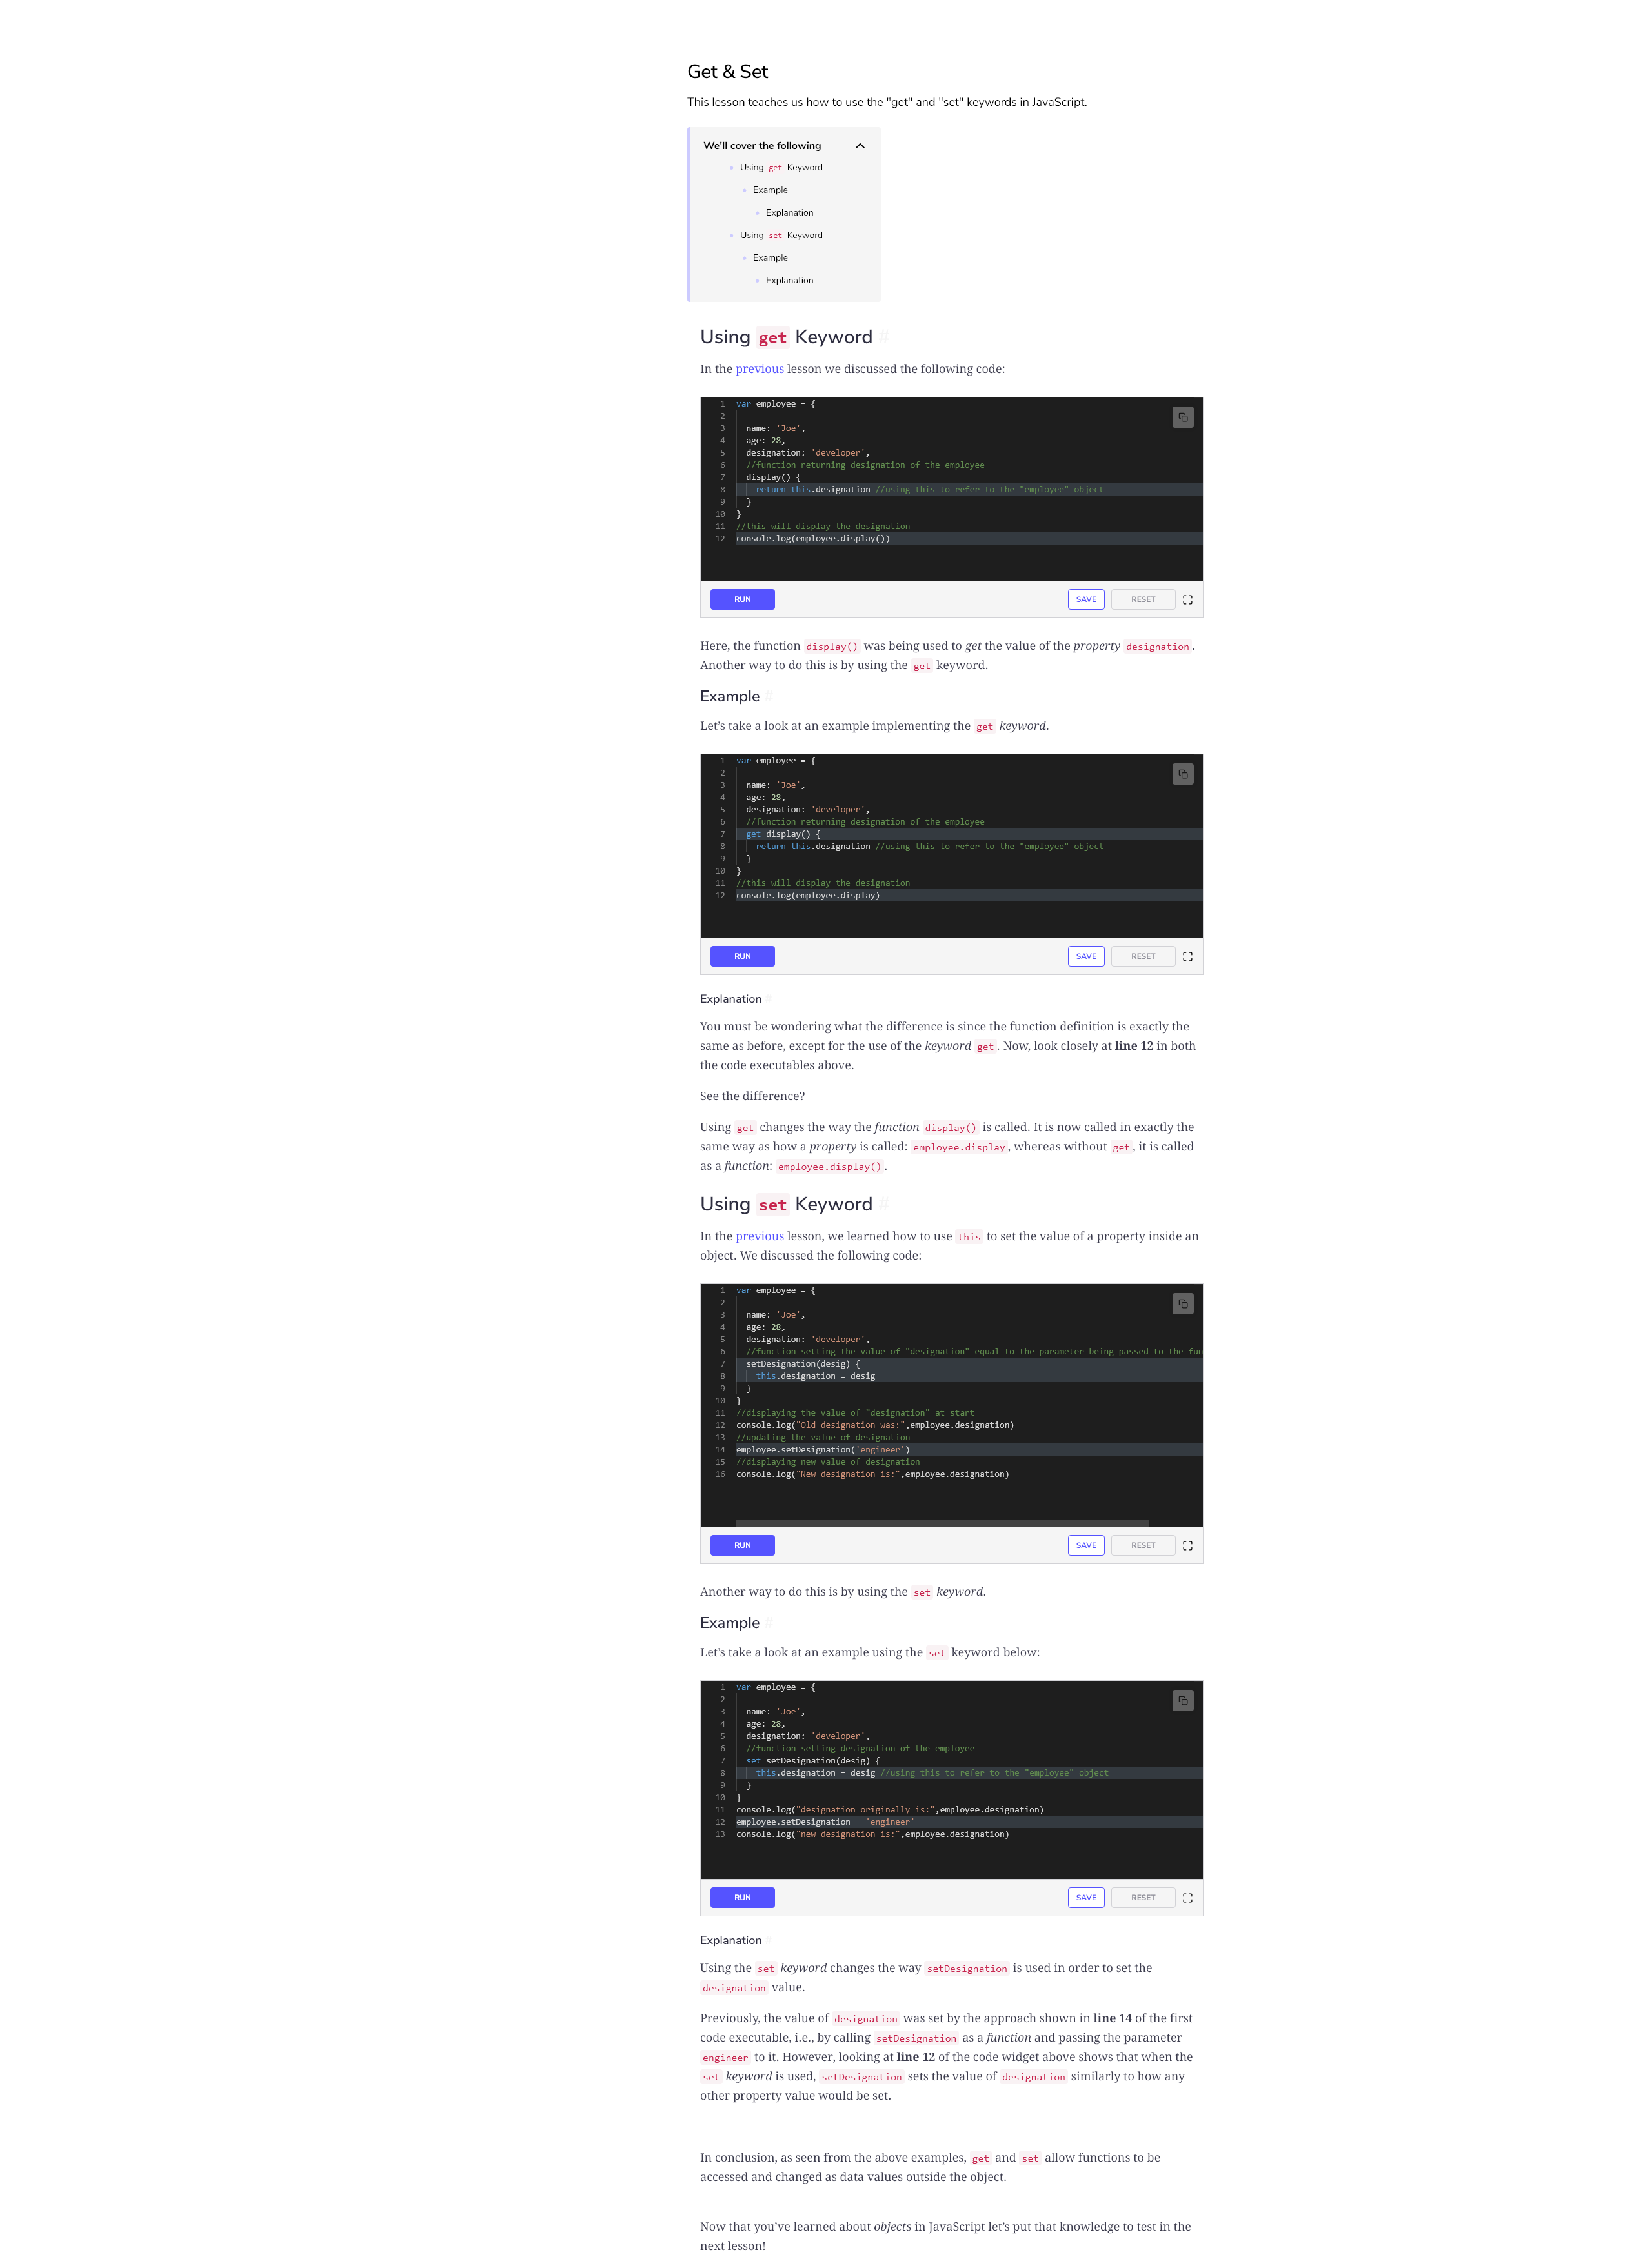 Get & Set
This lesson teaches us how to use the "get" and "set" keywords in JavaScript.
We'll cover the following
Using get Keyword
Example
Explanation
Using set Keyword
Example
Explanation
Using get Keyword #
In the previous lesson we discussed the following code:
1 var employee = {
2
3 name: 'Joe',
4 age: 28,
5 designation: 'developer',
6 //function returning designation of the employee
7 display() {
8 return this.designation //using this to refer to the "employee" object
9 }
10 }
11 //this will display the designation
12 console.log(employee.display())
RUN SAVE RESET
Here, the function display() was being used to get the value of the property designation.
Another way to do this is by using the get keyword.
Example #
Let’s take a look at an example implementing the get keyword.
1 var employee = {
2
3 name: 'Joe',
4 age: 28,
5 designation: 'developer',
6 //function returning designation of the employee
7 get display() {
8 return this.designation //using this to refer to the "employee" object
9 }
10 }
11 //this will display the designation
12 console.log(employee.display)
RUN SAVE RESET
Explanation #
You must be wondering what the difference is since the function definition is exactly the
same as before, except for the use of the keyword get. Now, look closely at line 12 in both
the code executables above.
See the difference?
Using get changes the way the function display() is called. It is now called in exactly the
same way as how a property is called: employee.display, whereas without get, it is called
as a function: employee.display().
Using set Keyword #
In the previous lesson, we learned how to use this to set the value of a property inside an
object. We discussed the following code:
1 var employee = {
2
3 name: 'Joe',
4 age: 28,
5 designation: 'developer',
6 //function setting the value of "designation" equal to the parameter being passed to the fun
7 setDesignation(desig) {
8 this.designation = desig
9 }
10 }
11 //displaying the value of "designation" at start
12 console.log("Old designation was:",employee.designation)
13 //updating the value of designation
14 employee.setDesignation('engineer')
15 //displaying new value of designation
16 console.log("New designation is:",employee.designation)
RUN SAVE RESET
Another way to do this is by using the set keyword.
Example #
Let’s take a look at an example using the set keyword below:
1 var employee = {
2
3 name: 'Joe',
4 age: 28,
5 designation: 'developer',
6 //function setting designation of the employee
7 set setDesignation(desig) {
8 this.designation = desig //using this to refer to the "employee" object
9 }
10 }
11 console.log("designation originally is:",employee.designation)
12 employee.setDesignation = 'engineer'
13 console.log("new designation is:",employee.designation)
RUN SAVE RESET
Explanation #
Using the set keyword changes the way setDesignation is used in order to set the
designation value.
Previously, the value of designation was set by the approach shown in line 14 of the first
code executable, i.e., by calling setDesignation as a function and passing the parameter
engineer to it. However, looking at line 12 of the code widget above shows that when the
set keyword is used, setDesignation sets the value of designation similarly to how any
other property value would be set.
In conclusion, as seen from the above examples, get and set allow functions to be
accessed and changed as data values outside the object.
Now that you’ve learned about objects in JavaScript let’s put that knowledge to test in the
next lesson!